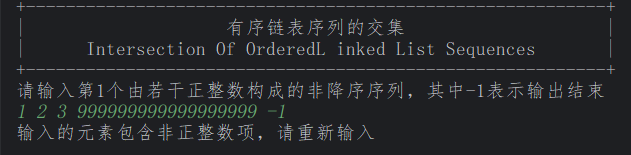 +-----------------------------------------------------------+
| 有序链表序列的交集 |
| Intersection Of OrderedL inked List Sequences |
+-----------------------------------------------------------+
请输入第1个由若干正整数构成的非降序序列，其中-1表示输出结束
1 2 3 999999999999999999 -1
输入的元素包含非正整数项，请重新输入